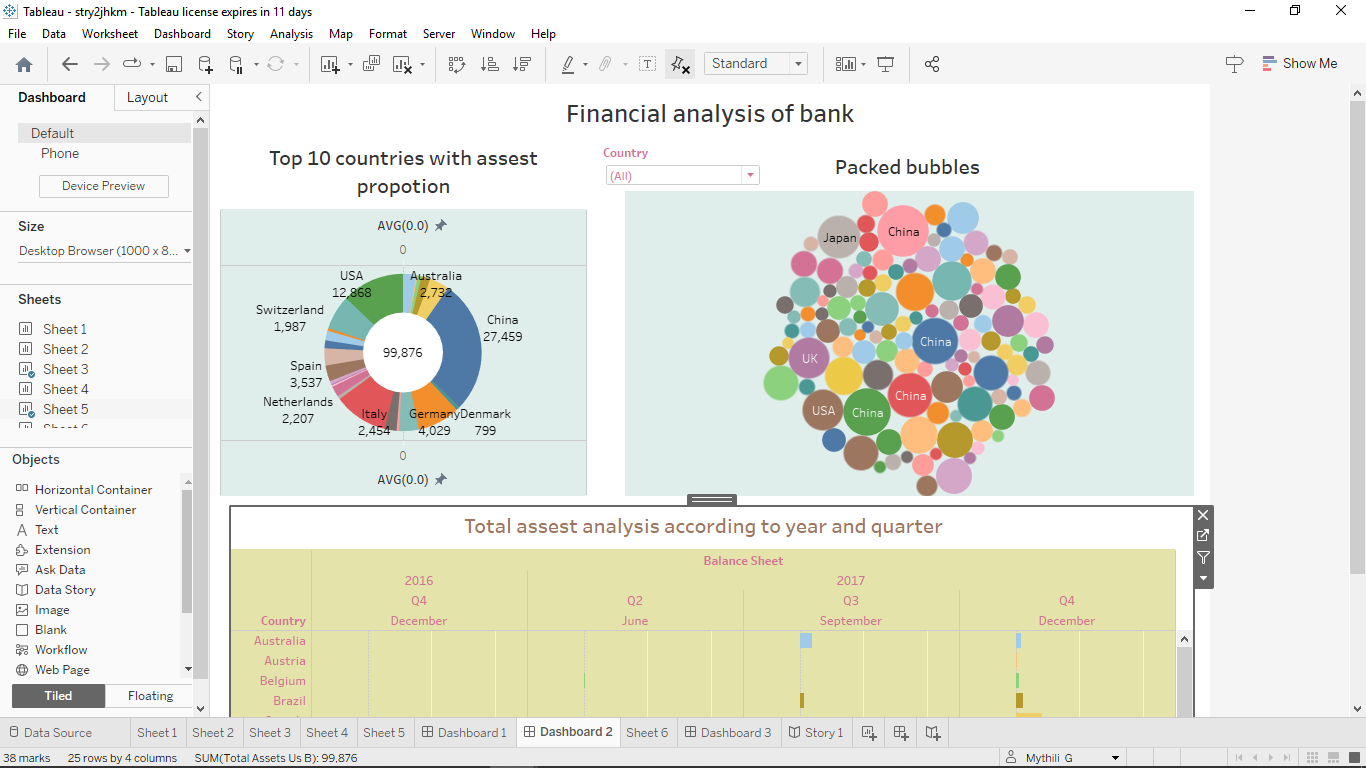 Tableau - stry2jhkm - Tableau license expires in 11 days
File Data Worksheet Dashboard Story Analysis Map Format Server Window Help
Standard
Show Me
Dashboard Layout
Default
Phone
Device Preview
Size
Desktop Browser (1000 x 8...
Sheets
Sheet 1
Sheet 2
Sheet 3
Sheet 4
Sheet 5
Objects
Horizontal Container
Vertical Container
Text
Extension
Ask Data
Data Story
Image
Blank
Workflow
Web Page
Tiled Floating
Financial analysis of bank
Top 10 countries with assest
propotion
AVG(0.0)
0
USA
12,868
Australia
2,732
Switzerland
1,987
China
27,459
99,876
Spain
3,537
Netherlands
2,207
Italy
2,454
Germany
4,029
Denmark
799
0
AVG(0.0)
Country
(All)
Packed bubbles
Japan
China
China
UK
China
USA
China
Total assest analysis according to year and quarter
Balance Sheet
2016 2017
Q4 Q2 Q3 Q4
Country December June September December
Australia
Austria
Belgium
Brazil
Data Source Sheet 1 Sheet 2 Sheet 3 Sheet 4 Sheet 5 Dashboard 1 Dashboard 2 Sheet 6 Dashboard 3 Story 1
38 marks 25 rows by 4 columns SUM(Total Assets Us B): 99,876 Mythili G